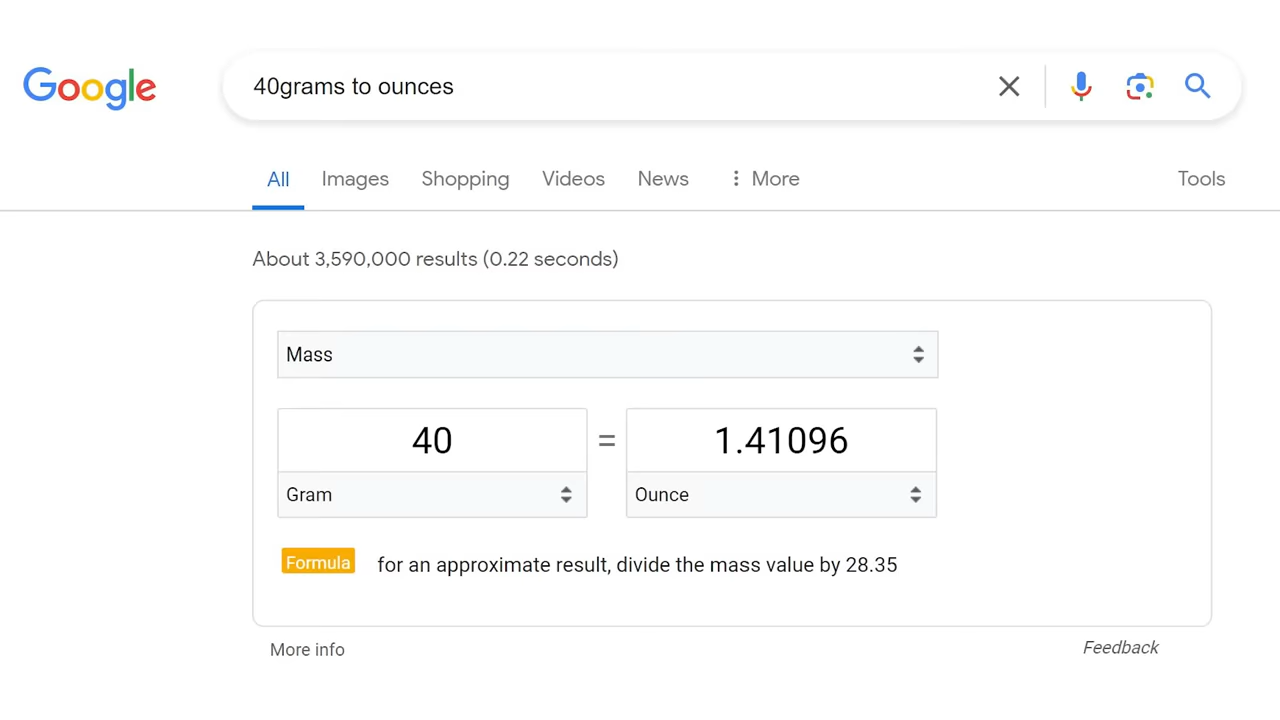 Google
40grams to ounces
All Images Shopping Videos News More Tools
About 3,590,000 results (0.22 seconds)
Mass
40 = 1.41096
Gram Ounce
Formula for an approximate result, divide the mass value by 28.35
More info Feedback